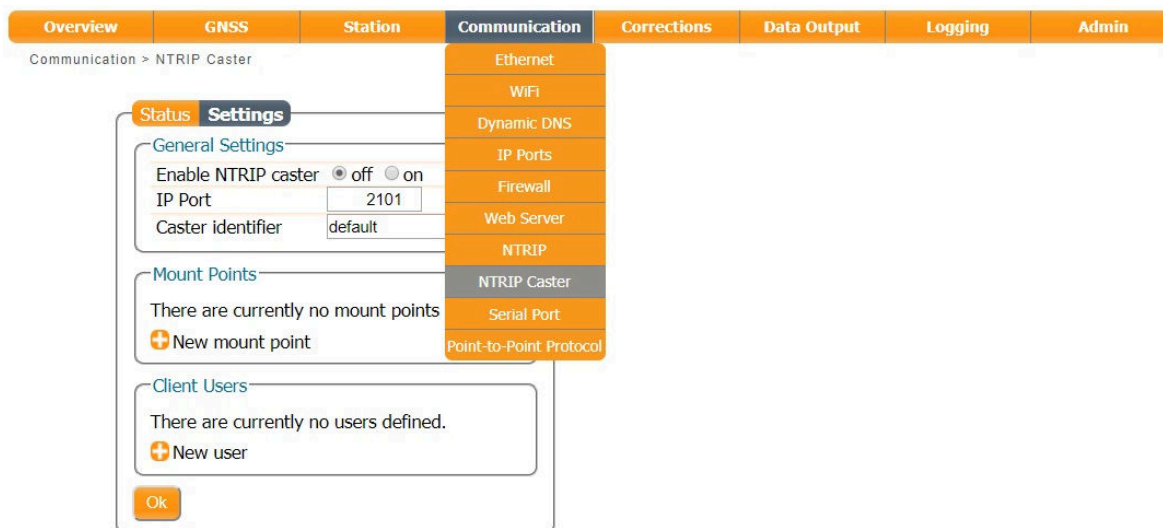 Overview GNSS Station Communication Corrections Data Output Logging Admin
Communication > NTRIP Caster
Ethernet
WiFi
Dynamic DNS
IP Ports
Firewall
Web Server
NTRIP
NTRIP Caster
Serial Port
Point-to-Point Protocol
Status Settings
General Settings
Enable NTRIP caster off on
IP Port 2101
Caster identifier default
Mount Points
There are currently no mount points
New mount point
Client Users
There are currently no users defined.
New user
Ok